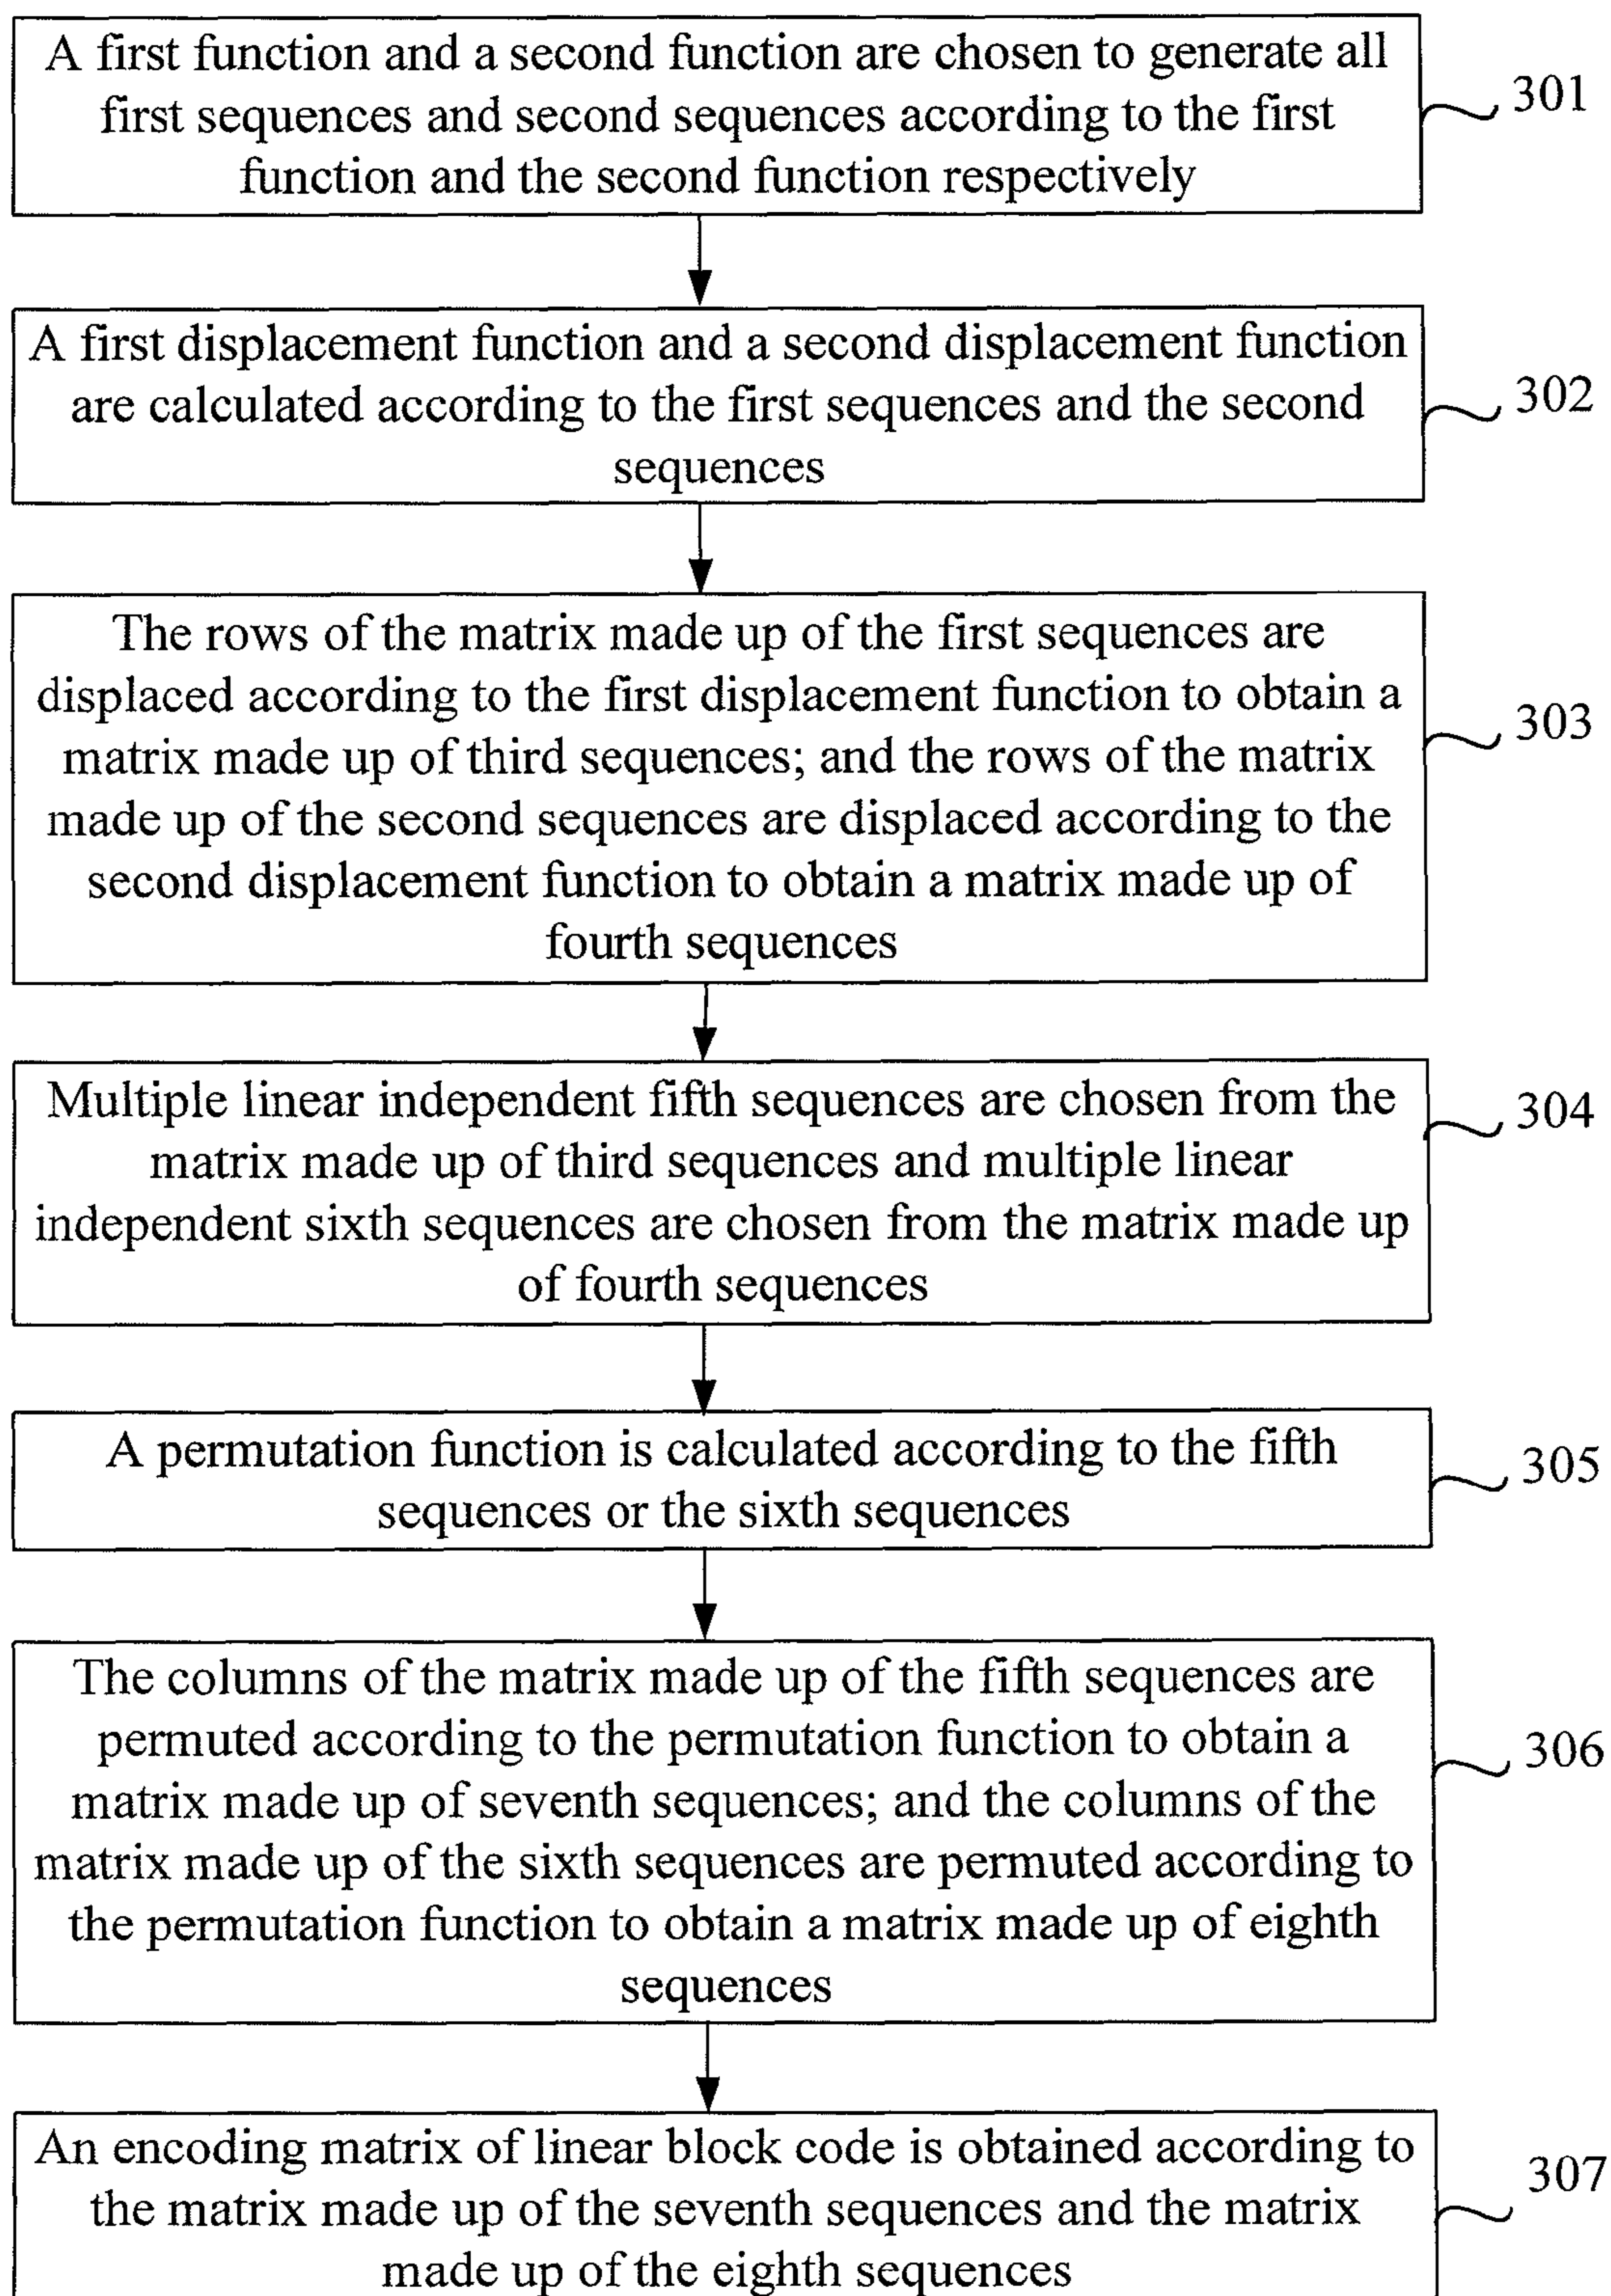 A first function and a second function are chosen to generate all
first sequences and second sequences according to the first
function and the second function respectively
301
A first displacement function and a second displacement function
are calculated according to the first sequences and the second
sequences
302
The rows of the matrix made up of the first sequences are
displaced according to the first displacement function to obtain a
matrix made up of third sequences; and the rows of the matrix
made up of the second sequences are displaced according to the
second displacement function to obtain a matrix made up of
fourth sequences
303
Multiple linear independent fifth sequences are chosen from the
matrix made up of third sequences and multiple linear
independent sixth sequences are chosen from the matrix made up
of fourth sequences
304
A permutation function is calculated according to the fifth
sequences or the sixth sequences
305
The columns of the matrix made up of the fifth sequences are
permuted according to the permutation function to obtain a
matrix made up of seventh sequences; and the columns of the
matrix made up of the sixth sequences are permuted according to
the permutation function to obtain a matrix made up of eighth
sequences
306
An encoding matrix of linear block code is obtained according to
the matrix made up of the seventh sequences and the matrix
made up of the eighth sequences
307